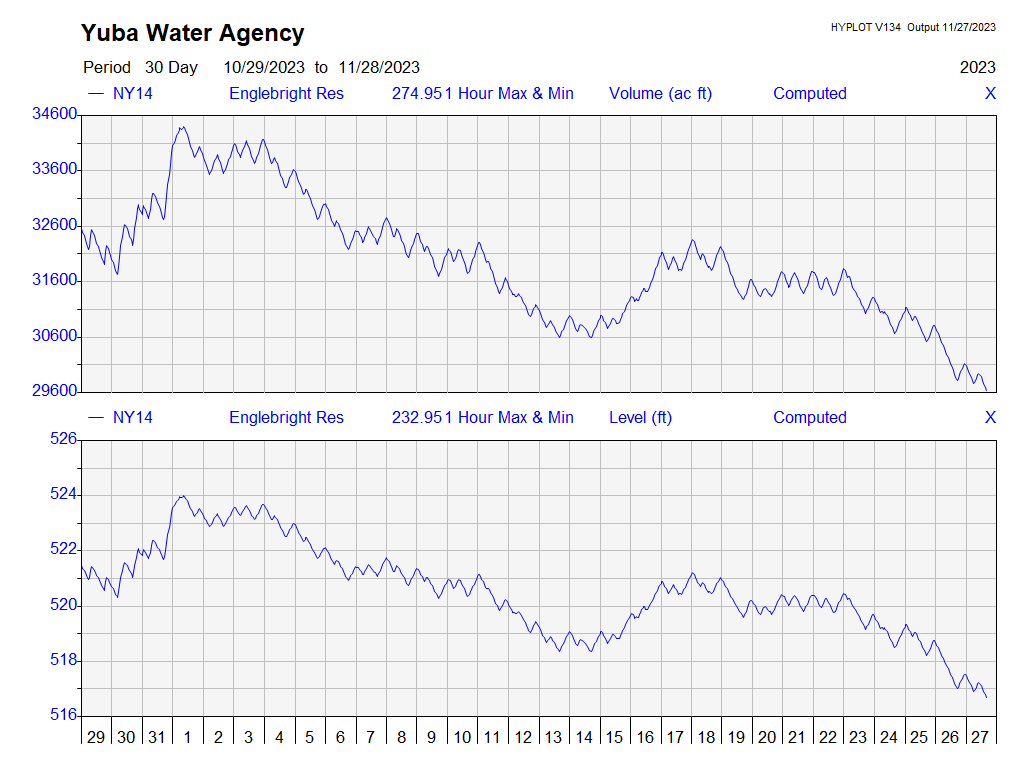 Yuba Water Agency
HYPLOT V134 Output 11/27/2023
Period 30 Day 10/29/2023 to 11/28/2023 2023
— NY14 Englebright Res 274.951 Hour Max & Min Volume (ac ft) Computed X
34600
33600
32600
31600
30600
29600
— NY14 Englebright Res 232.951 Hour Max & Min Level (ft) Computed X
526
524
522
520
518
516
29 30 31 1 2 3 4 5 6 7 8 9 10 11 12 13 14 15 16 17 18 19 20 21 22 23 24 25 26 27